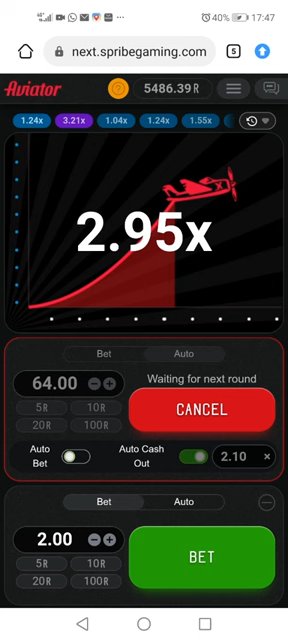 40% 17:47
next.spribegaming.com 5
Aviator ? 5486.39 R
1.24x 3.21x 1.04x 1.24x 1.55x
2.95x
Bet Auto
64.00
Waiting for next round
5R 10R
CANCEL
20R 100R
Auto Bet
Auto Cash Out
2.10 ×
Bet Auto
2.00
5R 10R
BET
20R 100R